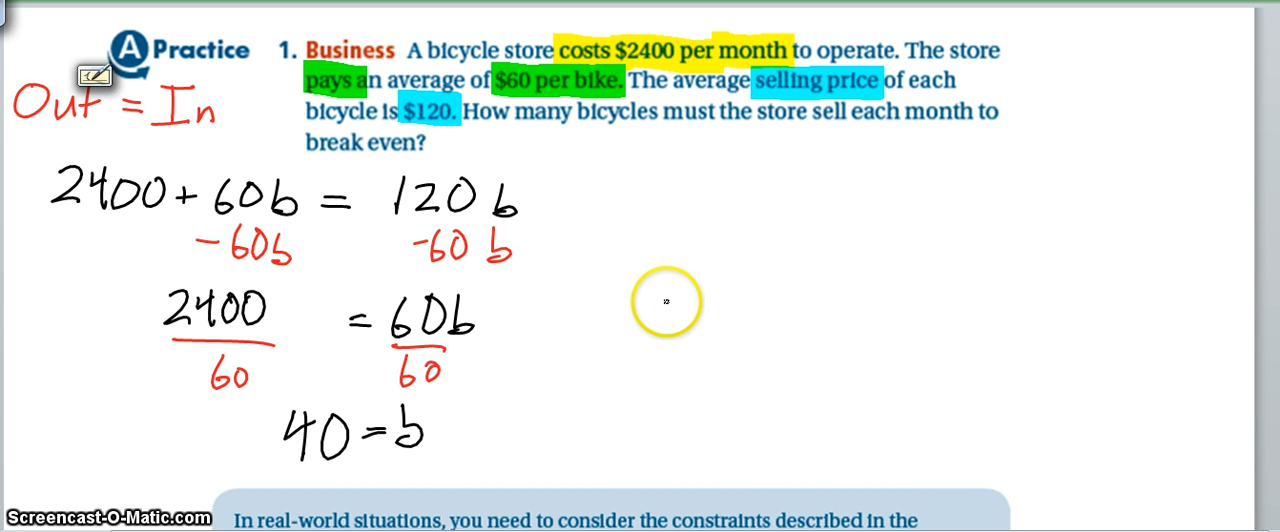 A Practice 1. Business A bicycle store costs $2400 per month to operate. The store
pays an average of $60 per bike. The average selling price of each
Out = In
bicycle is $120. How many bicycles must the store sell each month to
break even?
2400 + 60b = 120b
-60b -60b
2400 = 60b
60 60
40 = b
In real-world situations, you need to consider the constraints described in the
Screencast-O-Matic.com